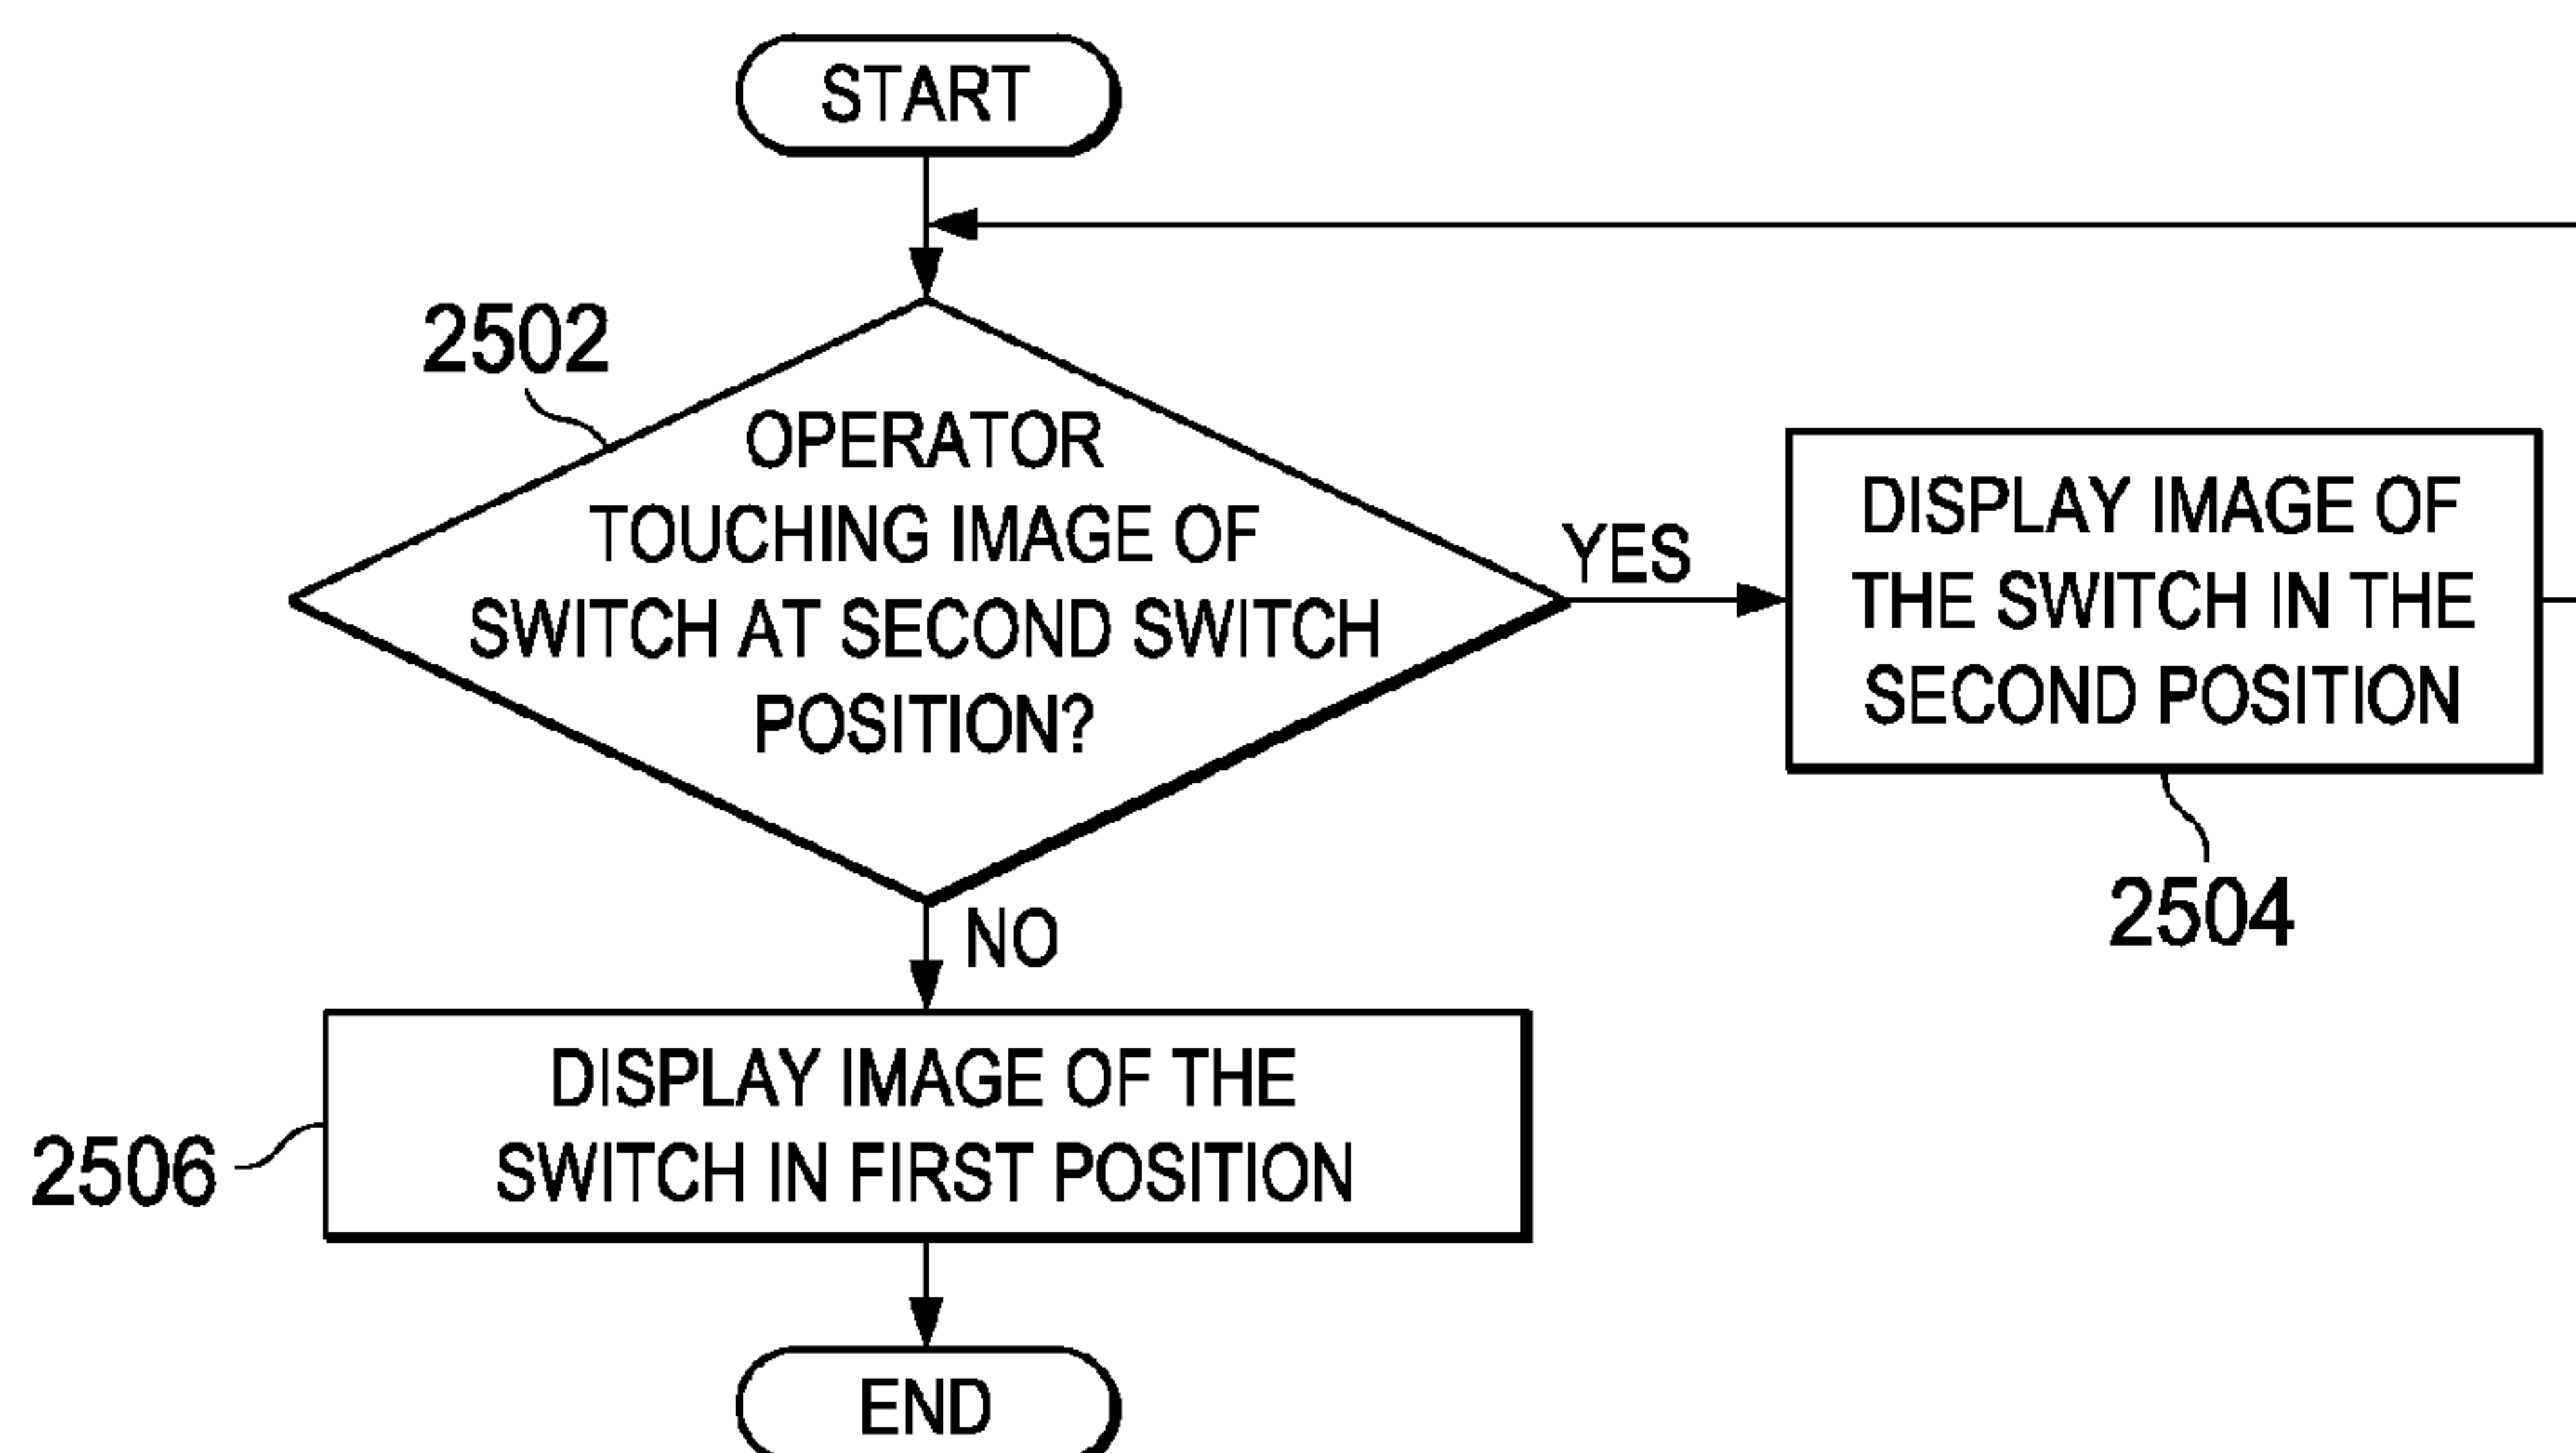 START
2502
OPERATOR
TOUCHING IMAGE OF
SWITCH AT SECOND SWITCH
POSITION?
YES
DISPLAY IMAGE OF
THE SWITCH IN THE
SECOND POSITION
2504
NO
DISPLAY IMAGE OF THE
SWITCH IN FIRST POSITION
2506
END